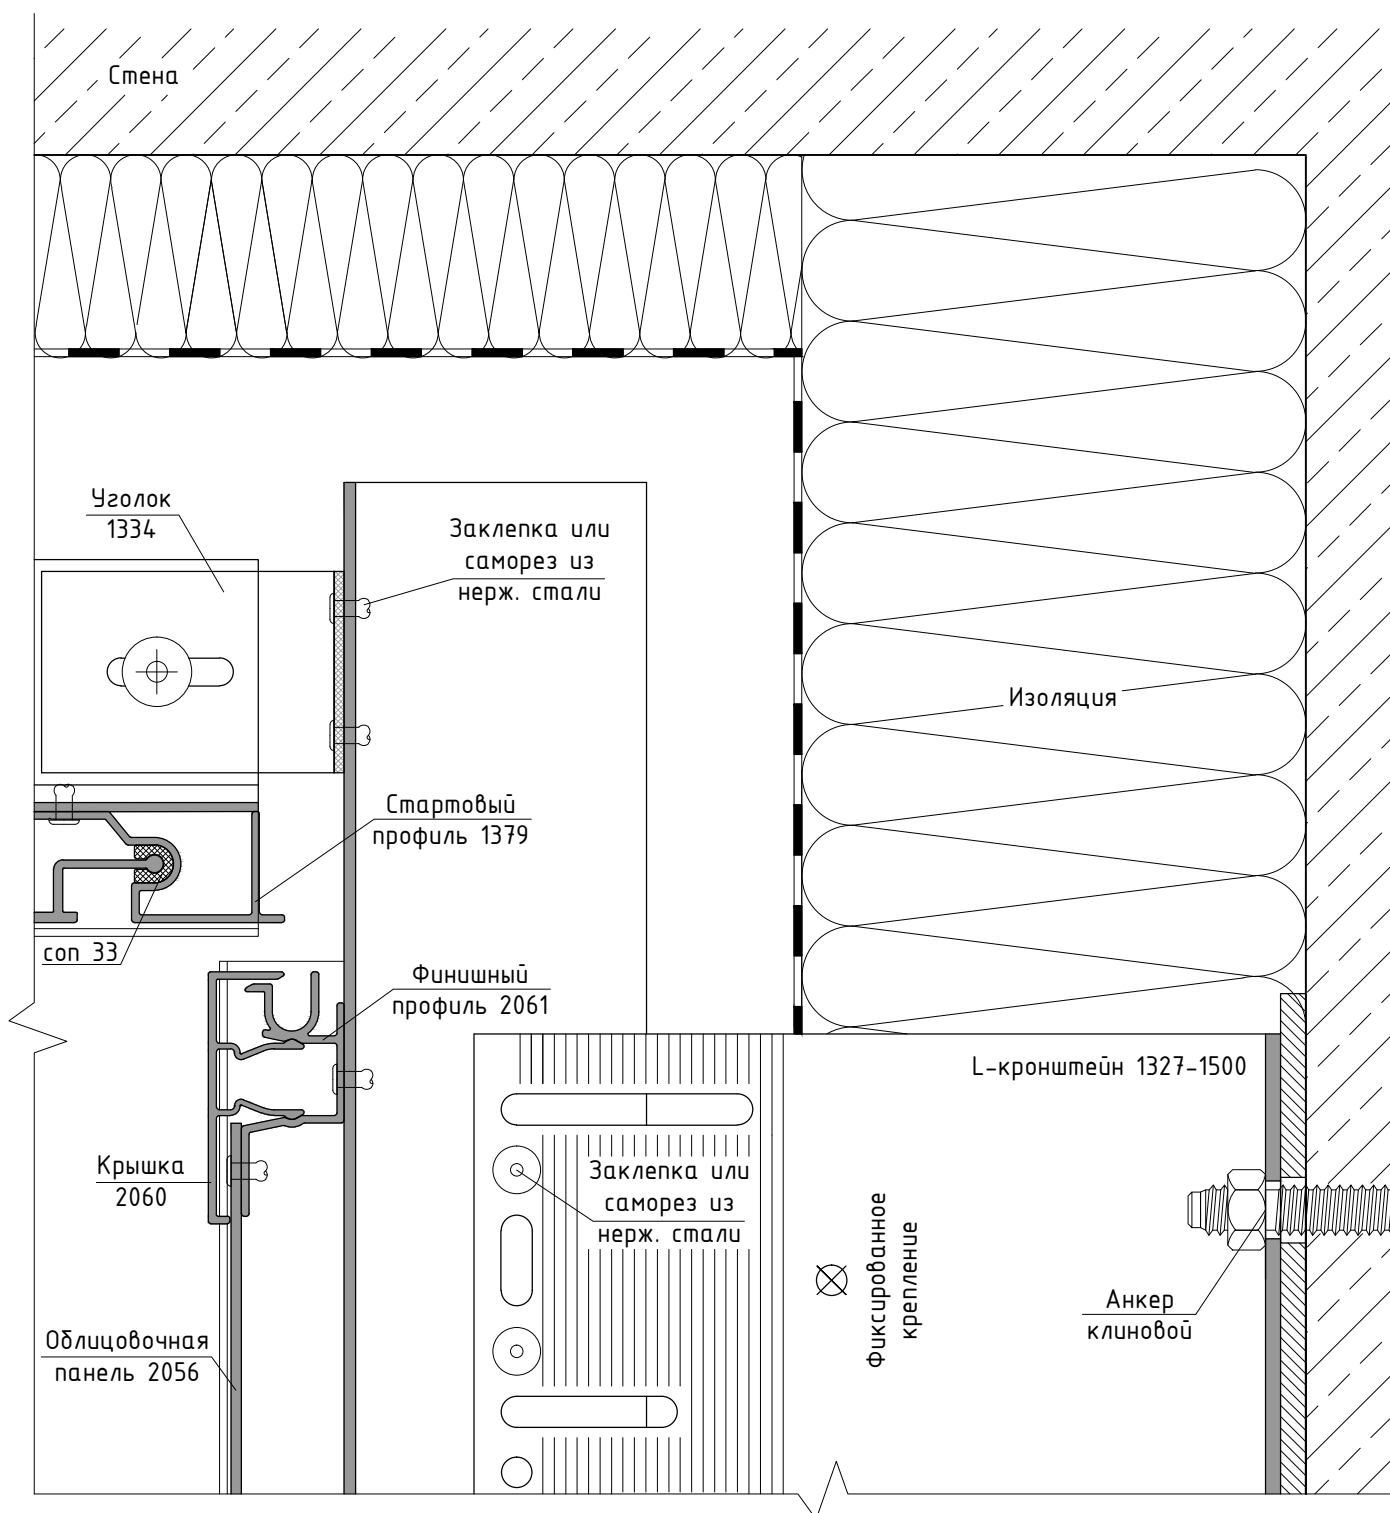 Стена
Уголок
1334
Заклепка или
саморез из
нерж. стали
Изоляция
Стартовый
профиль 1379
соп 33
Финишный
профиль 2061
L-кронштейн 1327-1500
Крышка
2060
Заклепка или
саморез из
нерж. стали
Фиксированное
крепление
Анкер
клиновой
Облицовочная
панель 2056